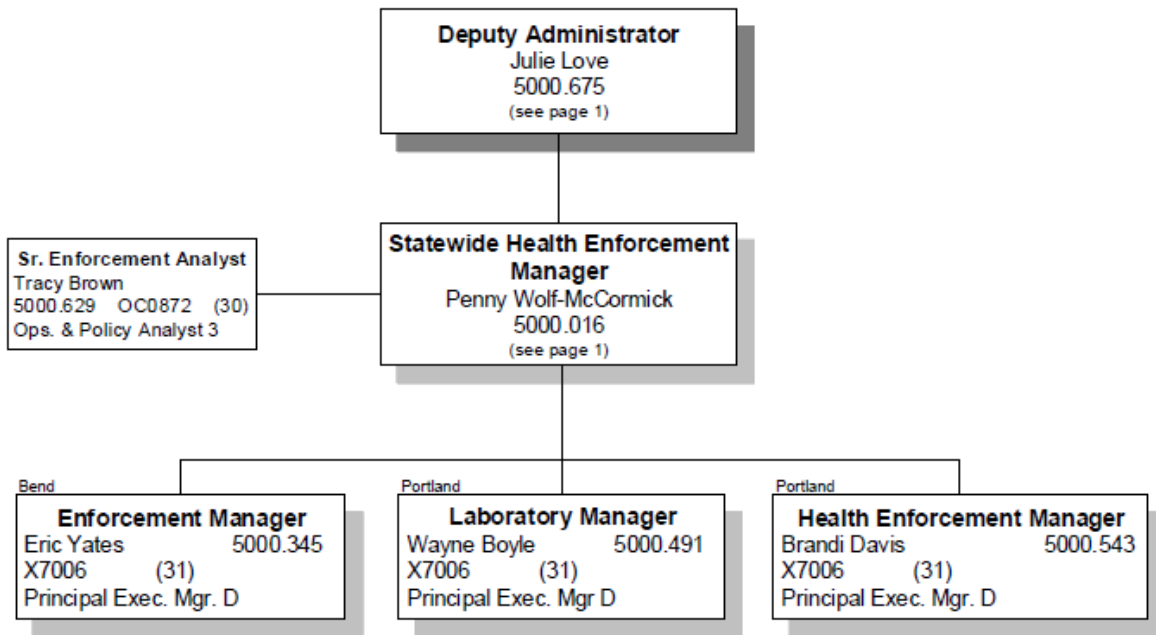 Deputy Administrator
Julie Love
5000.675
(see page 1)
Statewide Health Enforcement
Manager
Penny Wolf-McCormick
5000.016
(see page 1)
Sr. Enforcement Analyst
Tracy Brown
5000.629 OC0872 (30)
Ops. & Policy Analyst 3
Bend
Enforcement Manager
Eric Yates 5000.345
X7006 (31)
Principal Exec. Mgr. D
Portland
Laboratory Manager
Wayne Boyle 5000.491
X7006 (31)
Principal Exec. Mgr D
Portland
Health Enforcement Manager
Brandi Davis 5000.543
X7006 (31)
Principal Exec. Mgr. D